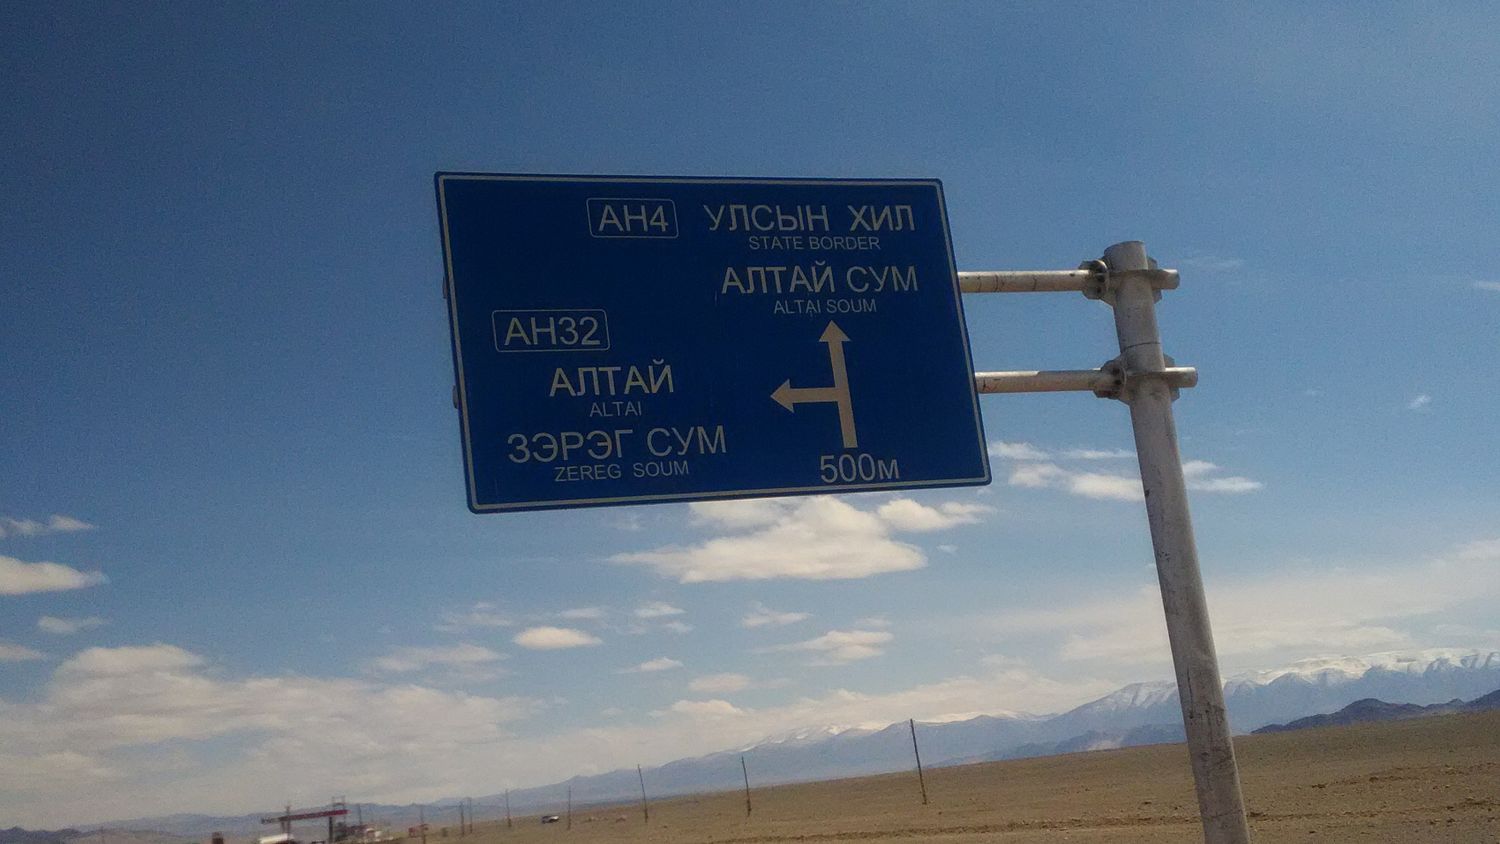 AH4 УЛСЫН ХИЛ
STATE BORDER
АЛТАЙ СУМ
ALTAI SOUM
AH32
АЛТАЙ
ALTAI
ЗЭРЭГ СУМ
ZEREG SOUM
500м